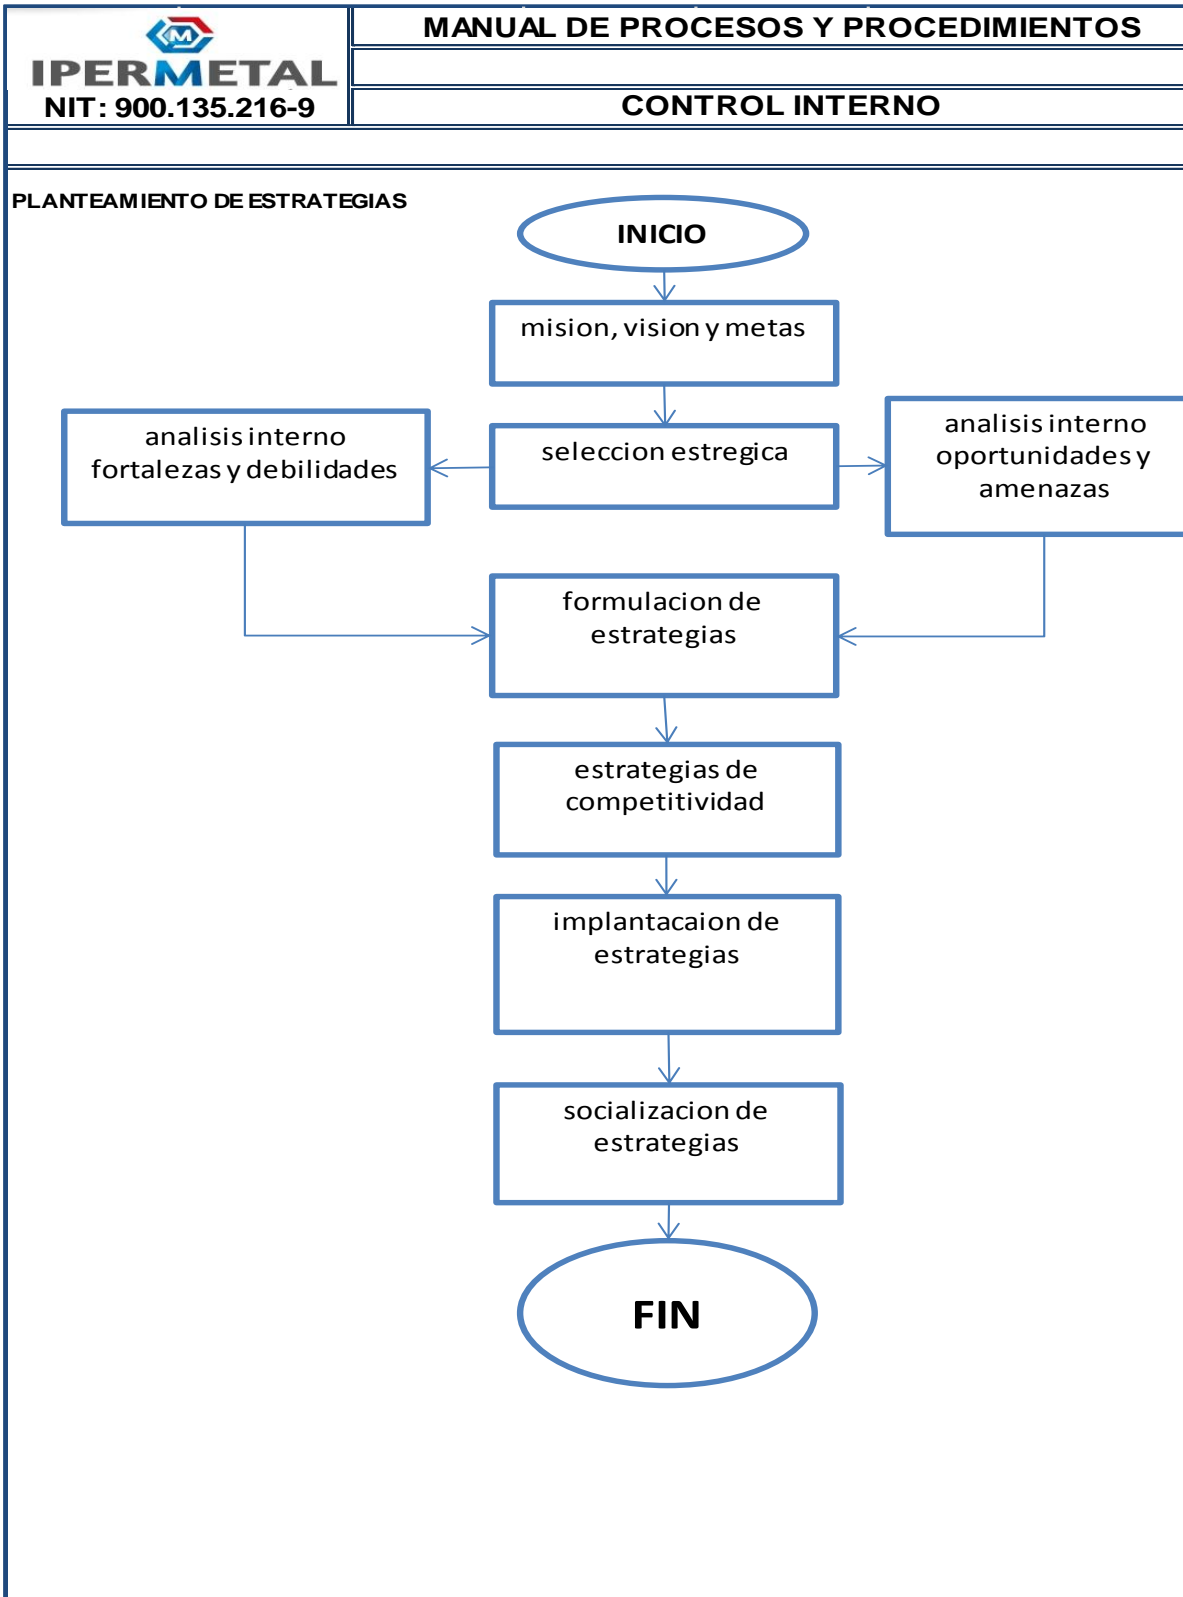 MANUAL DE PROCESOS Y PROCEDIMIENTOS
M
IPERMETAL
NIT: 900.135.216-9
CONTROL INTERNO
PLANTEAMIENTO DE ESTRATEGIAS
INICIO
mision, vision y metas
analisis interno
fortalezas y debilidades
seleccion estregica
analisis interno
oportunidades y
amenazas
formulacion de
estrategias
estrategias de
competitividad
implantacaion de
estrategias
socializacion de
estrategias
FIN